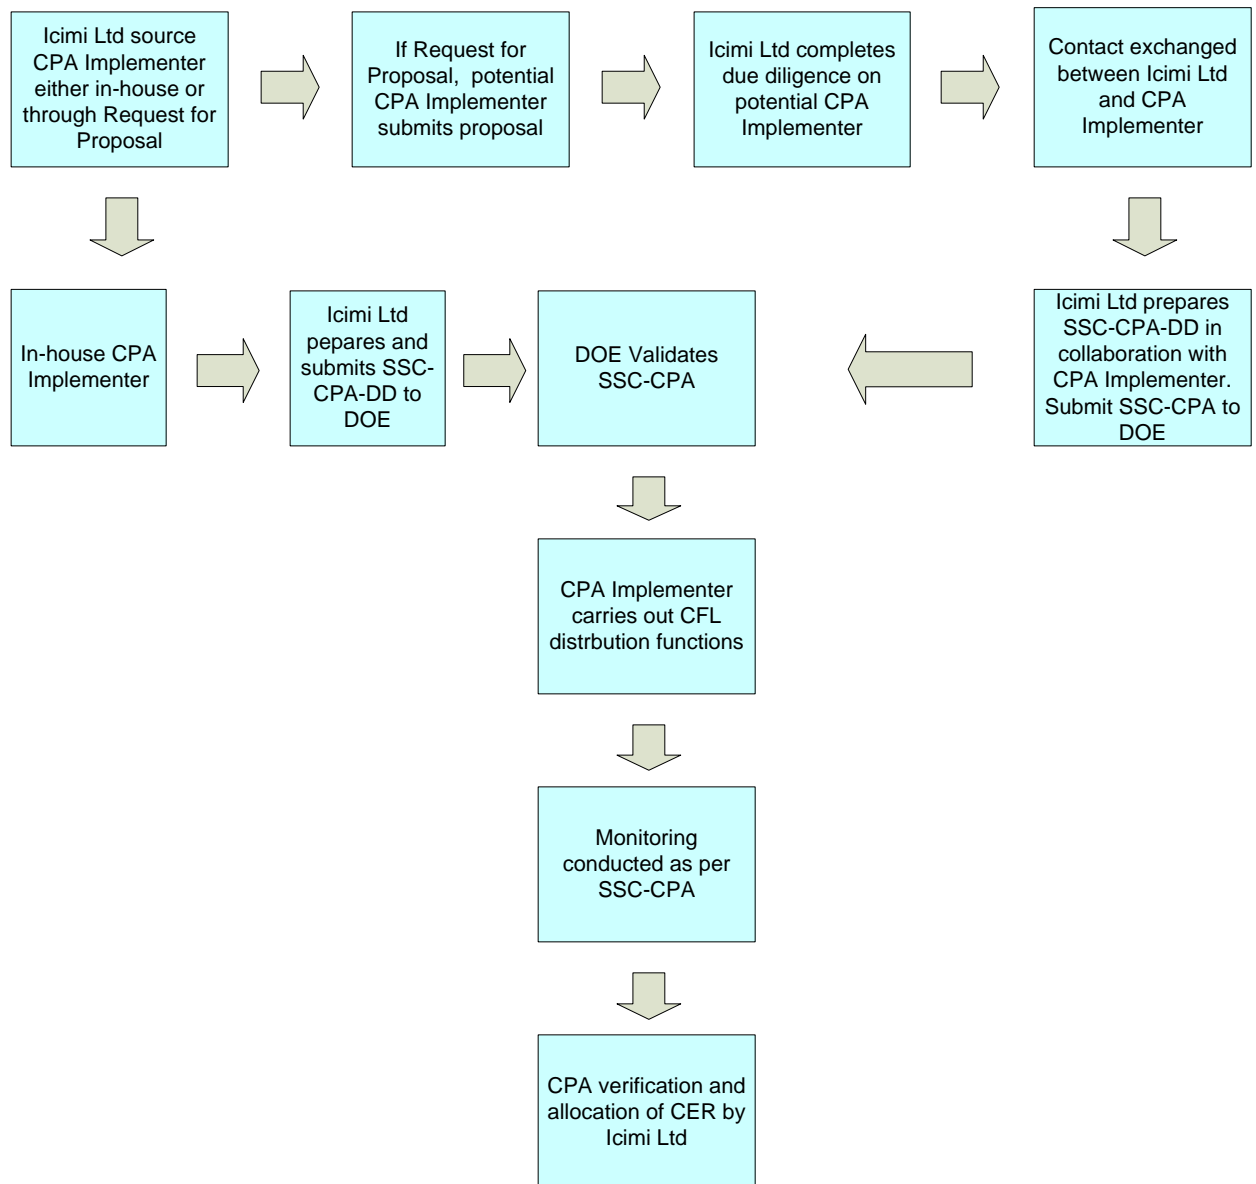 Icimi Ltd source
CPA Implementer
either in-house or
through Request for
Proposal
If Request for
Proposal, potential
CPA Implementer
submits proposal
Icimi Ltd completes
due diligence on
potential CPA
Implementer
Contact exchanged
between Icimi Ltd
and CPA
Implementer
In-house CPA
Implementer
Icimi Ltd
pepares and
submits SSC-
CPA-DD to
DOE
DOE Validates
SSC-CPA
Icimi Ltd prepares
SSC-CPA-DD in
collaboration with
CPA Implementer.
Submit SSC-CPA to
DOE
CPA Implementer
carries out CFL
distrbution functions
Monitoring
conducted as per
SSC-CPA
CPA verification and
allocation of CER by
Icimi Ltd